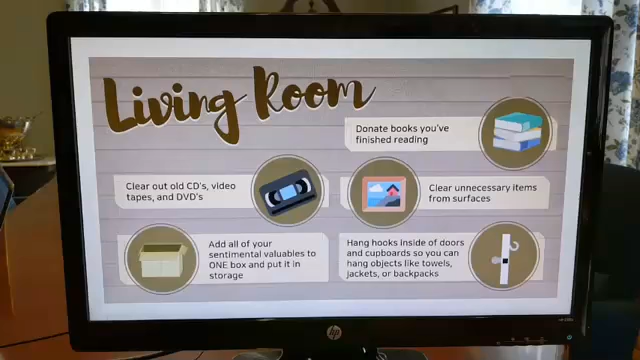 Living Room
Donate books you've
finished reading
Clear out old CD's, video
tapes, and DVD's
Clear unnecessary items
from surfaces
Add all of your
sentimental valuables to
ONE box and put it in
storage
Hang hooks inside of doors
and cupboards so you can
hang objects like towels,
jackets, or backpacks
hp